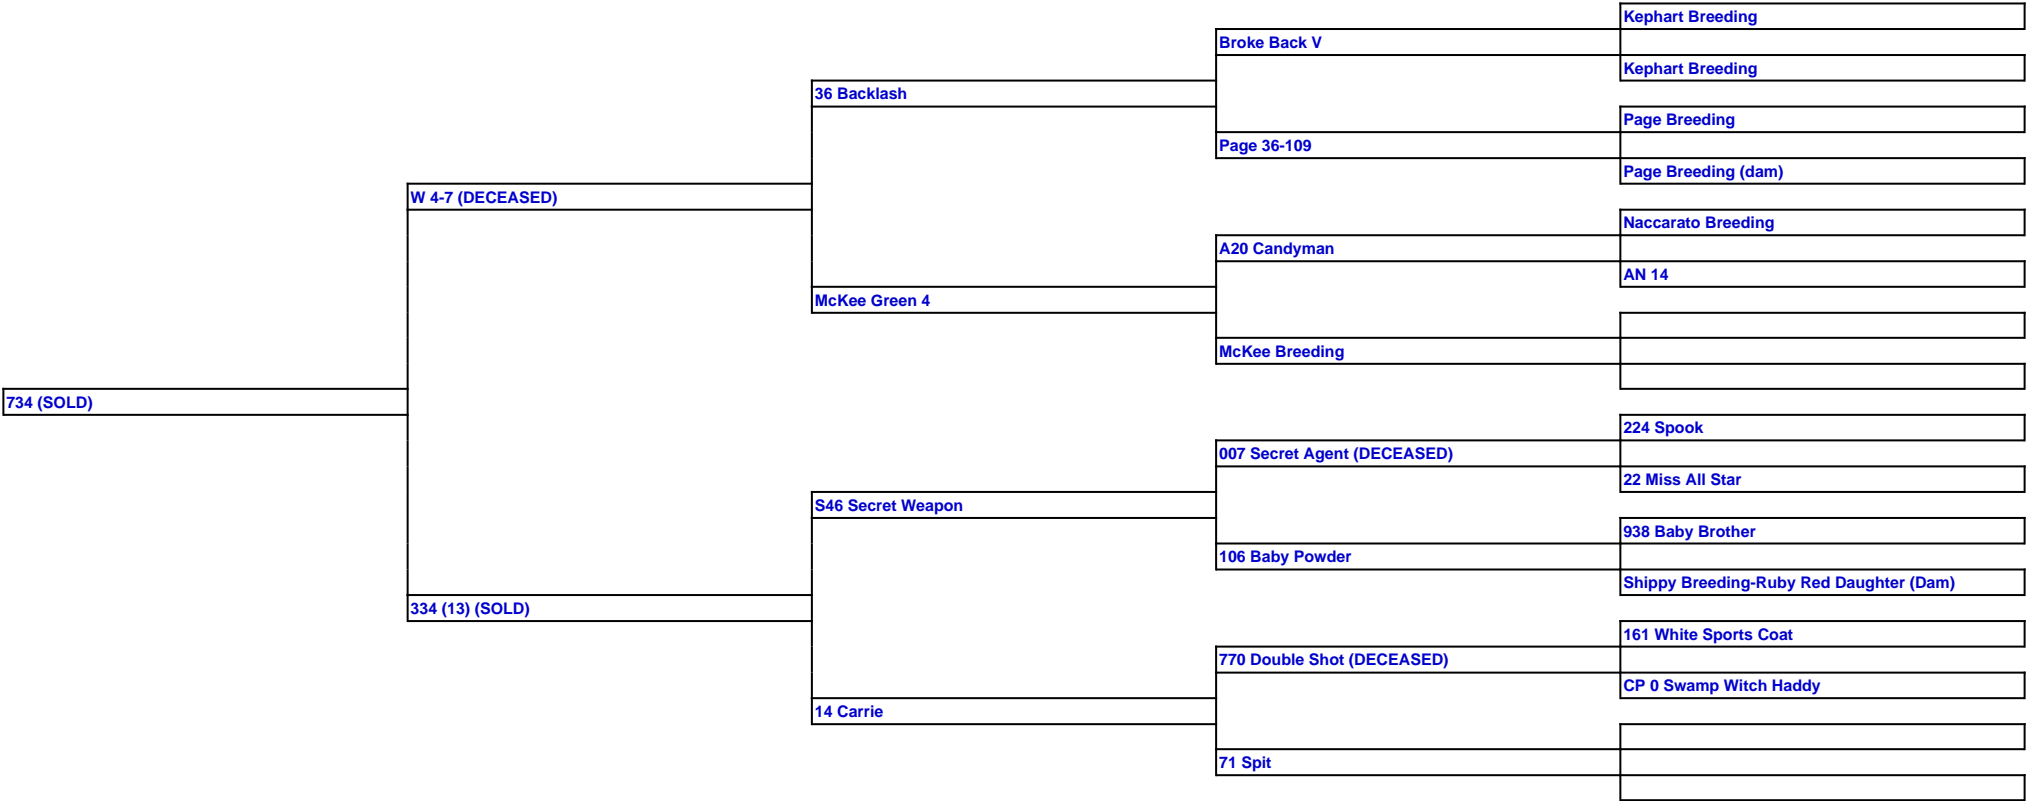 Kephart Breeding
Broke Back V
Kephart Breeding
36 Backlash
Page Breeding
Page 36-109
Page Breeding (dam)
W 4-7 (DECEASED)
Naccarato Breeding
A20 Candyman
AN 14
McKee Green 4
McKee Breeding
734 (SOLD)
224 Spook
007 Secret Agent (DECEASED)
22 Miss All Star
S46 Secret Weapon
938 Baby Brother
106 Baby Powder
Shippy Breeding-Ruby Red Daughter (Dam)
334 (13) (SOLD)
161 White Sports Coat
770 Double Shot (DECEASED)
CP 0 Swamp Witch Haddy
14 Carrie
71 Spit